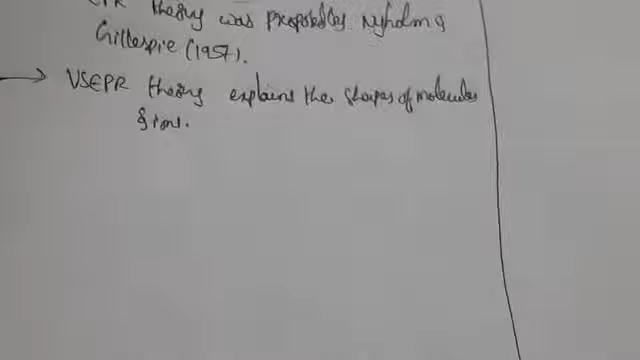 theory was proposed by Nyholm &
Gillespie (1957).
→ VSEPR theory explains the shapes of molecules
& ions.